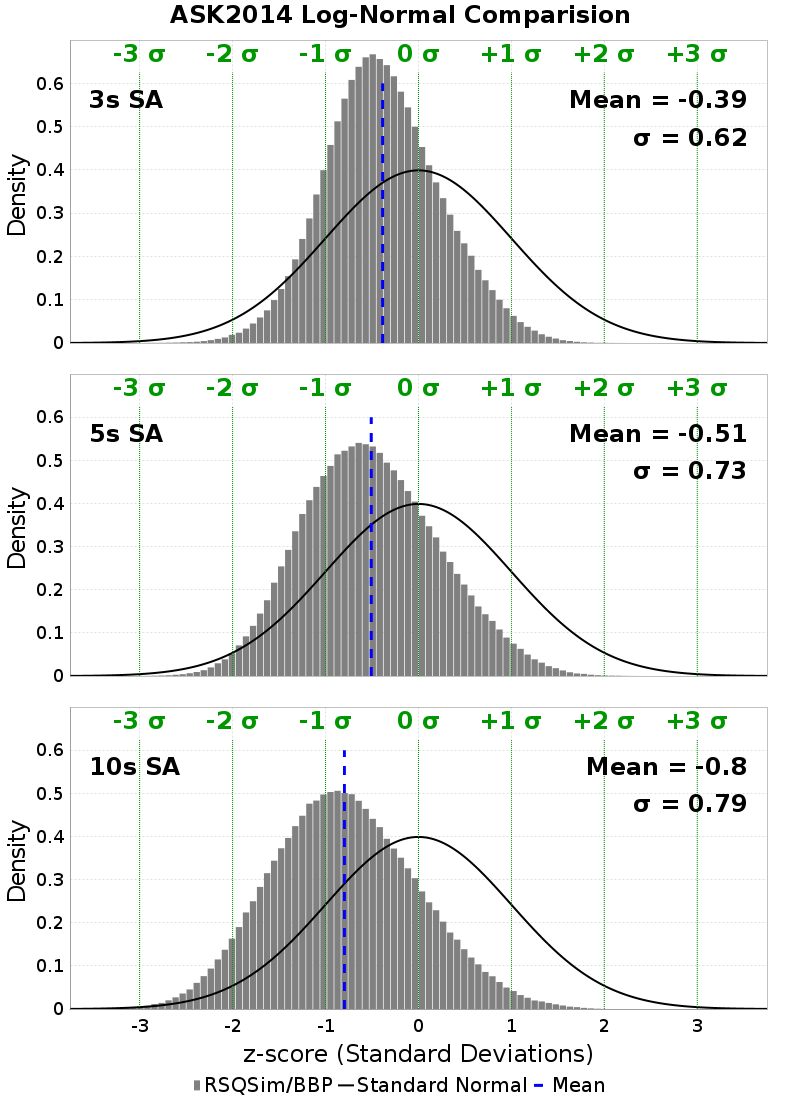 ASK2014 Log-Normal Comparision
-3 σ -2 σ -1 σ 0 σ +1 σ +2 σ +3 σ
3s SA
Mean = -0.39
σ = 0.62
Density
0.6
0.5
0.4
0.3
0.2
0.1
0
-3 σ -2 σ -1 σ 0 σ +1 σ +2 σ +3 σ
5s SA
Mean = -0.51
σ = 0.73
Density
0.6
0.5
0.4
0.3
0.2
0.1
0
-3 σ -2 σ -1 σ 0 σ +1 σ +2 σ +3 σ
10s SA
Mean = -0.8
σ = 0.79
Density
0.6
0.5
0.4
0.3
0.2
0.1
0
-3 -2 -1 0 1 2 3
z-score (Standard Deviations)
RSQSim/BBP Standard Normal Mean